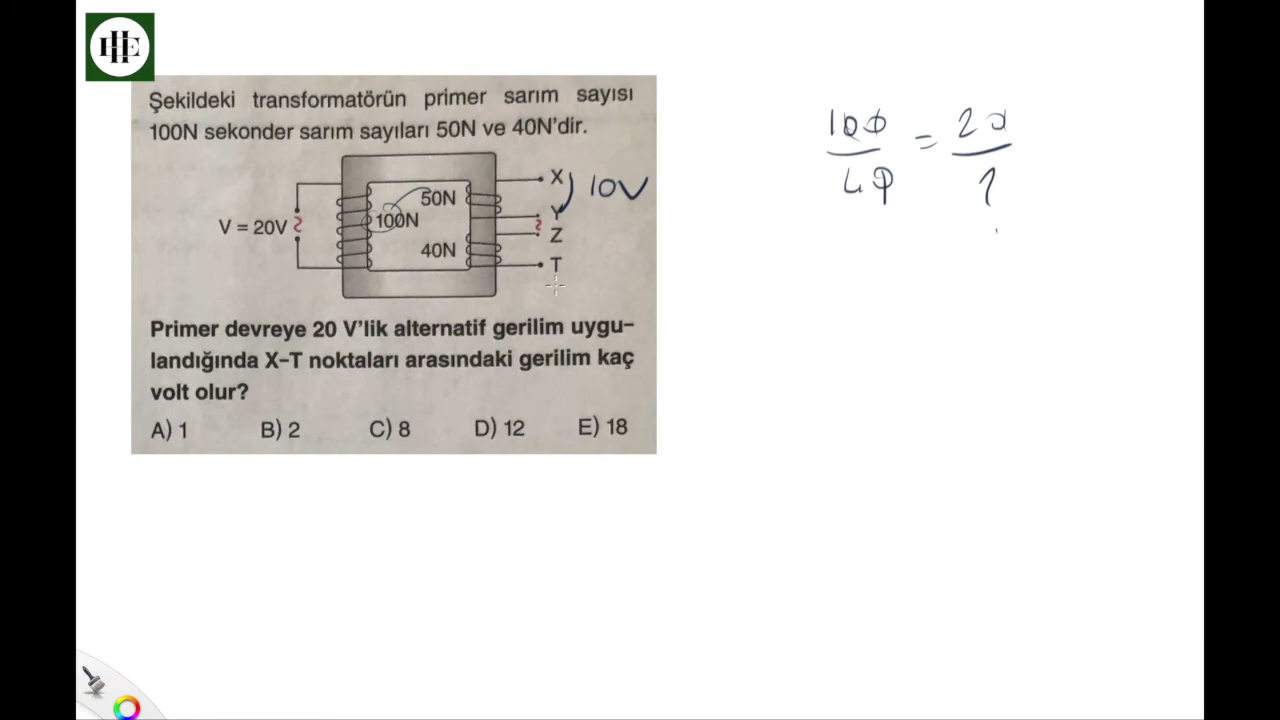 HHE
Şekildeki transformatörün primer sarım sayısı
100N sekonder sarım sayıları 50N ve 40N'dir.
X
50N
10V
Y
V = 20V
100N
Z
40N
T
Primer devreye 20 V'lik alternatif gerilim uygu-
landığında X-T noktaları arasındaki gerilim kaç
volt olur?
A) 1 B) 2 C) 8 D) 12 E) 18
100 = 20
40 ?